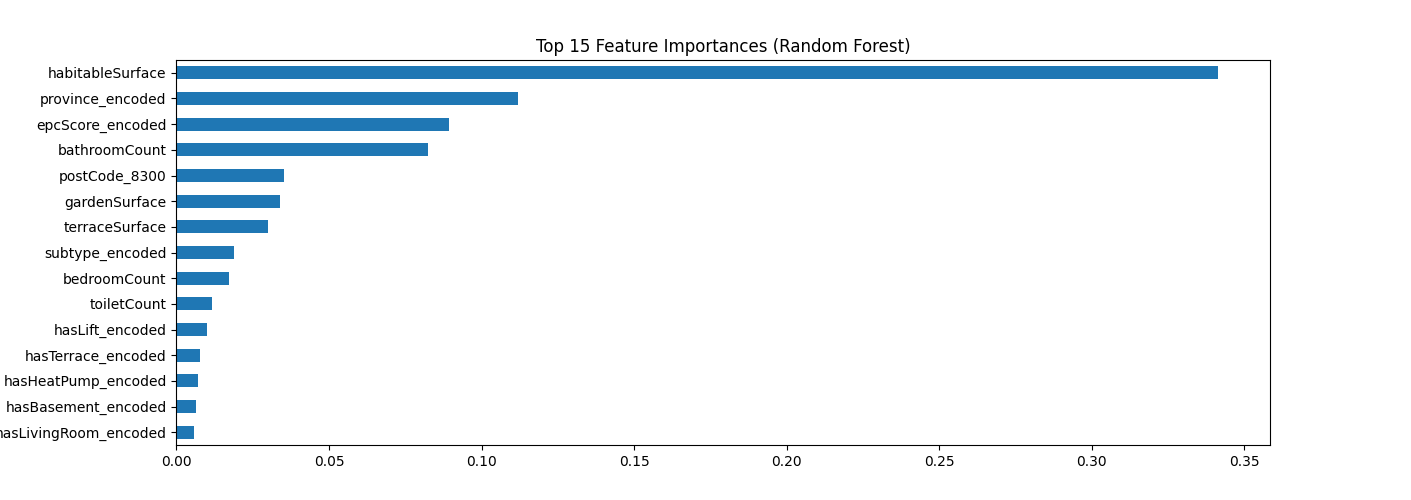 Top 15 Feature Importances (Random Forest)
habitableSurface
province_encoded
epcScore_encoded
bathroomCount
postCode_8300
gardenSurface
terraceSurface
subtype_encoded
bedroomCount
toiletCount
hasLift_encoded
hasTerrace_encoded
hasHeatPump_encoded
hasBasement_encoded
hasLivingRoom_encoded
0.00 0.05 0.10 0.15 0.20 0.25 0.30 0.35